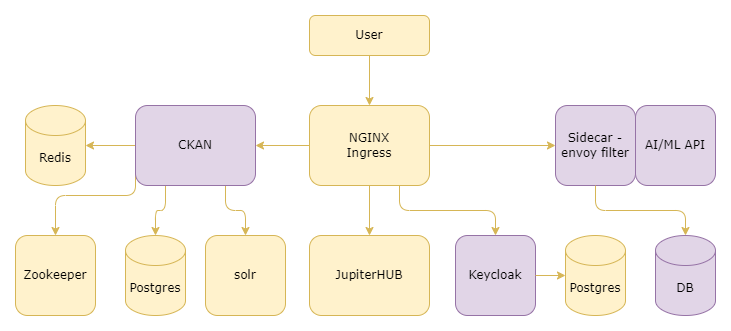 User
NGINX
Ingress
CKAN
Redis
Sidecar -
envoy filter
AI/ML API
Zookeeper
Postgres
solr
JupiterHUB
Keycloak
Postgres
DB